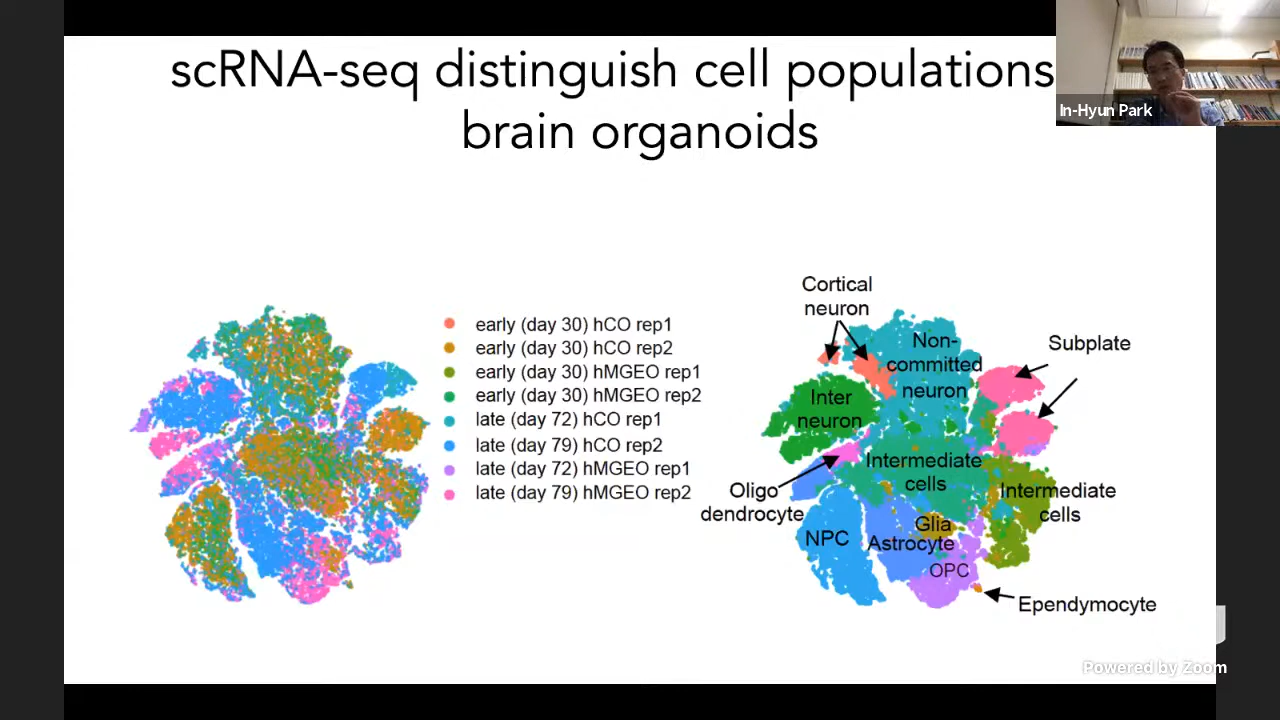 scRNA-seq distinguish cell populations
brain organoids
In-Hyun Park
early (day 30) hCO rep1
early (day 30) hCO rep2
early (day 30) hMGEO rep1
early (day 30) hMGEO rep2
late (day 72) hCO rep1
late (day 79) hCO rep2
late (day 72) hMGEO rep1
late (day 79) hMGEO rep2
Cortical
neuron
Non-
committed
neuron
Subplate
Inter
neuron
Intermediate
cells
Oligo
dendrocyte
Intermediate
cells
NPC
Glia
Astrocyte
OPC
Ependymocyte
Powered by Zoom